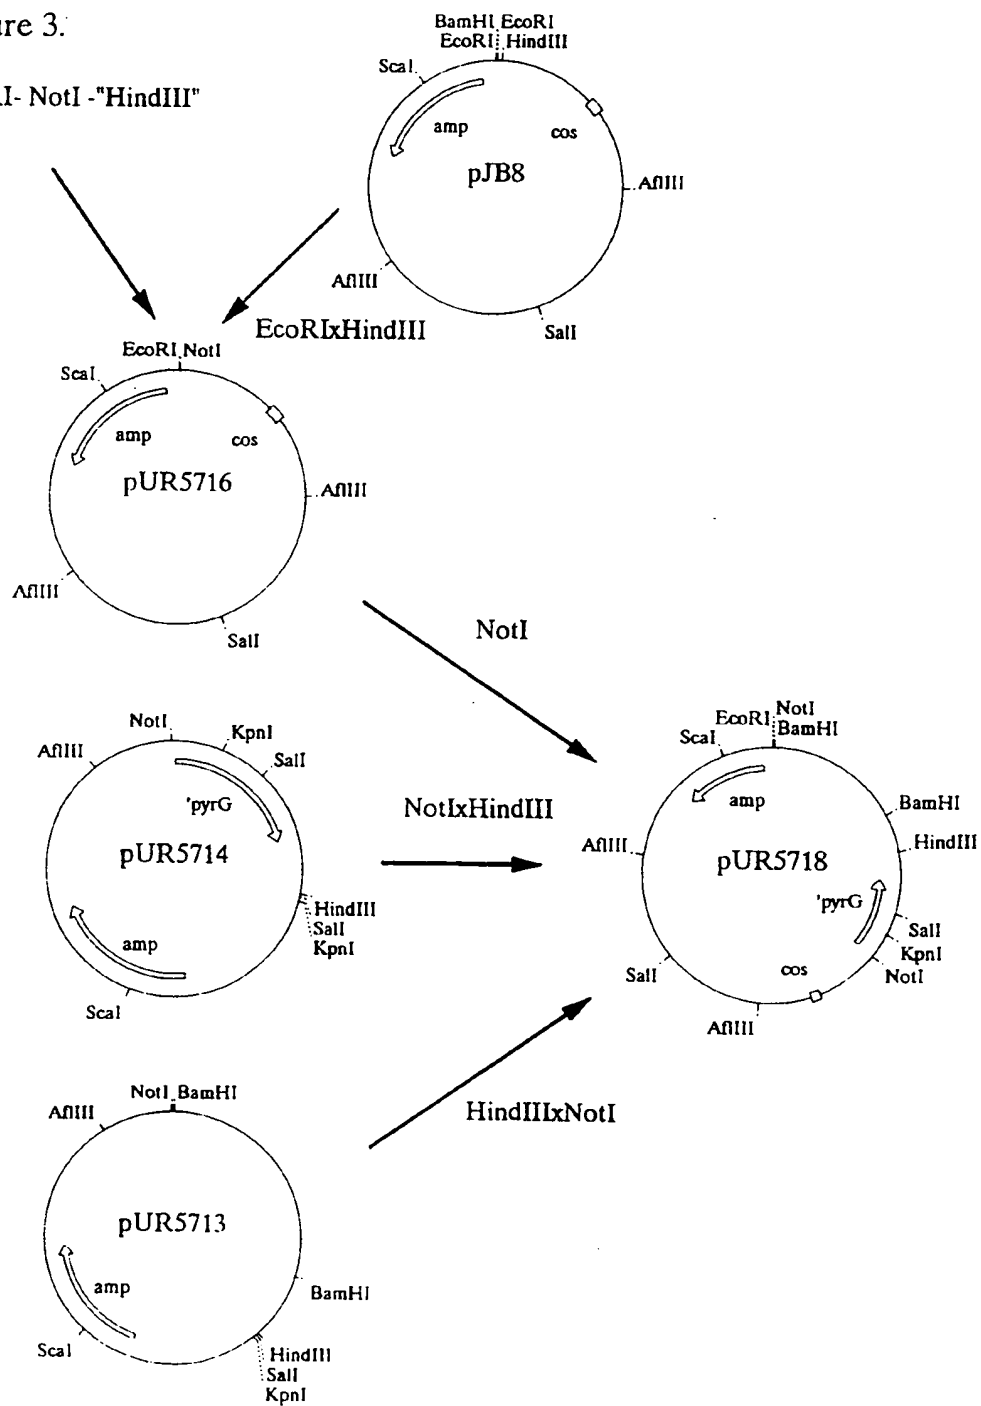 ure 3.
I- NotI -"HindIII"
BamHI EcoRI
EcoRI HindIII
ScaI
amp
cos
pJB8
AflIII
AflIII
SalI
EcoRIxHindIII
EcoRI NotI
ScaI
amp
cos
pUR5716
AflIII
AflIII
SalI
NotI
NotI
KpnI
AflIII
SalI
'pyrG
pUR5714
HindIII
SalI
KpnI
amp
ScaI
NotIxHindIII
NotI
EcoRI
BamHI
ScaI
amp
BamHI
HindIII
AflIII
pUR5718
'pyrG
SalI
KpnI
NotI
SalI
cos
AflIII
NotI BamHI
AflIII
pUR5713
amp
BamHI
ScaI
HindIII
SalI
KpnI
HindIIIxNotI